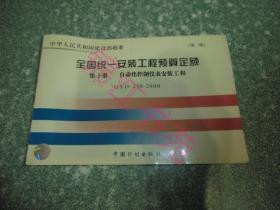 中华人民共和国建设部批准
全国统一安装工程预算定额
第十册 自动化控制仪表安装工程
GYD-210-2000
中国计划出版社